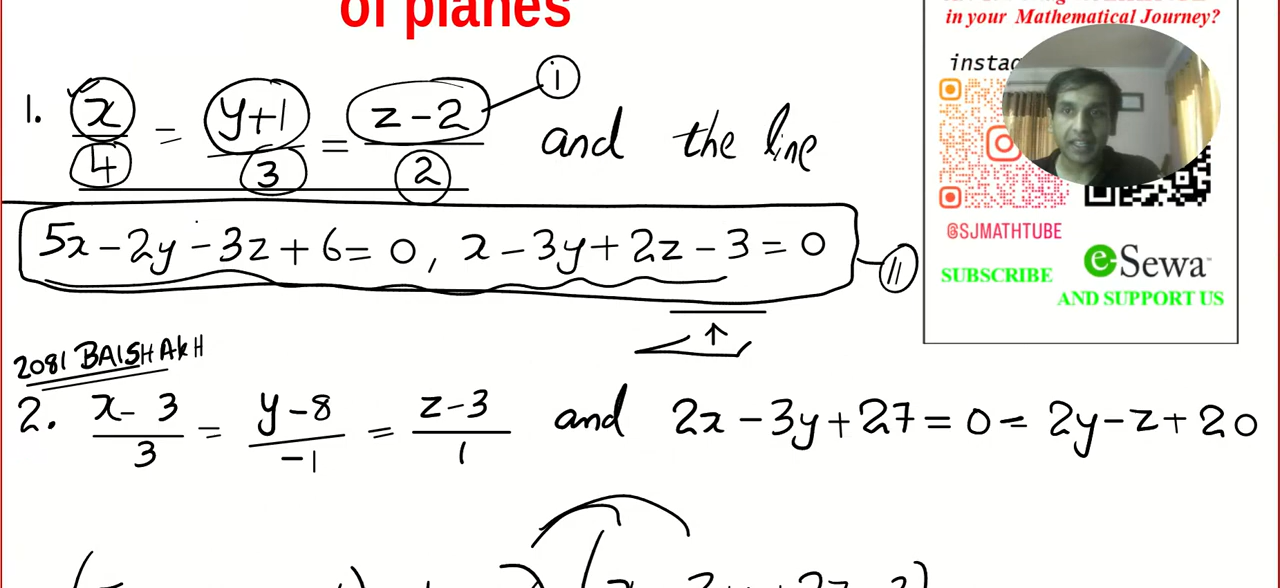 of planes
in your Mathematical Journey?
1. x/4 = (y+1)/3 = (z-2)/2 (i) and the line
5x - 2y - 3z + 6 = 0, x - 3y + 2z - 3 = 0 (ii)
@SJMATHTUBE
SUBSCRIBE
e-Sewa™
AND SUPPORT US
2081 BAISHAKH
2. (x-3)/3 = (y-8)/-1 = (z-3)/1 and 2x - 3y + 27 = 0 = 2y - z + 20